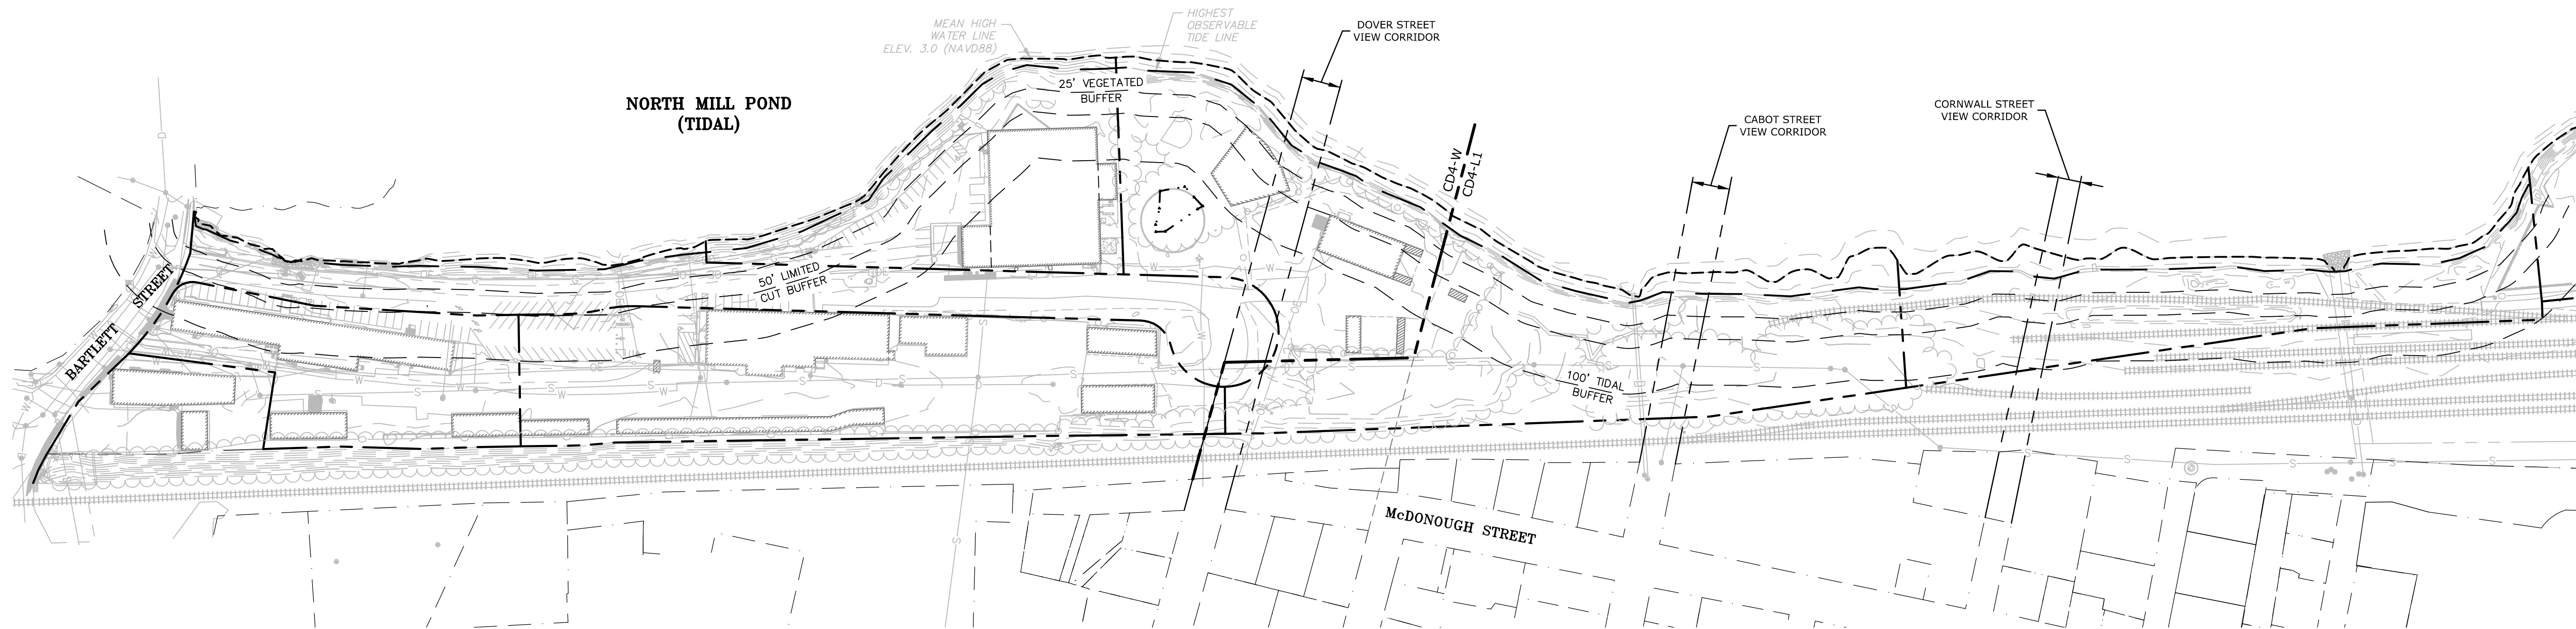 MEAN HIGH
WATER LINE
ELEV. 3.0 (NAVD88)
HIGHEST
OBSERVABLE
TIDE LINE
DOVER STREET
VIEW CORRIDOR
NORTH MILL POND
(TIDAL)
25' VEGETATED
BUFFER
CABOT STREET
VIEW CORRIDOR
CORNWALL STREET
VIEW CORRIDOR
CD4-W
CD4-L1
50' LIMITED
CUT BUFFER
BARTLETT STREET
100' TIDAL
BUFFER
McDONOUGH STREET